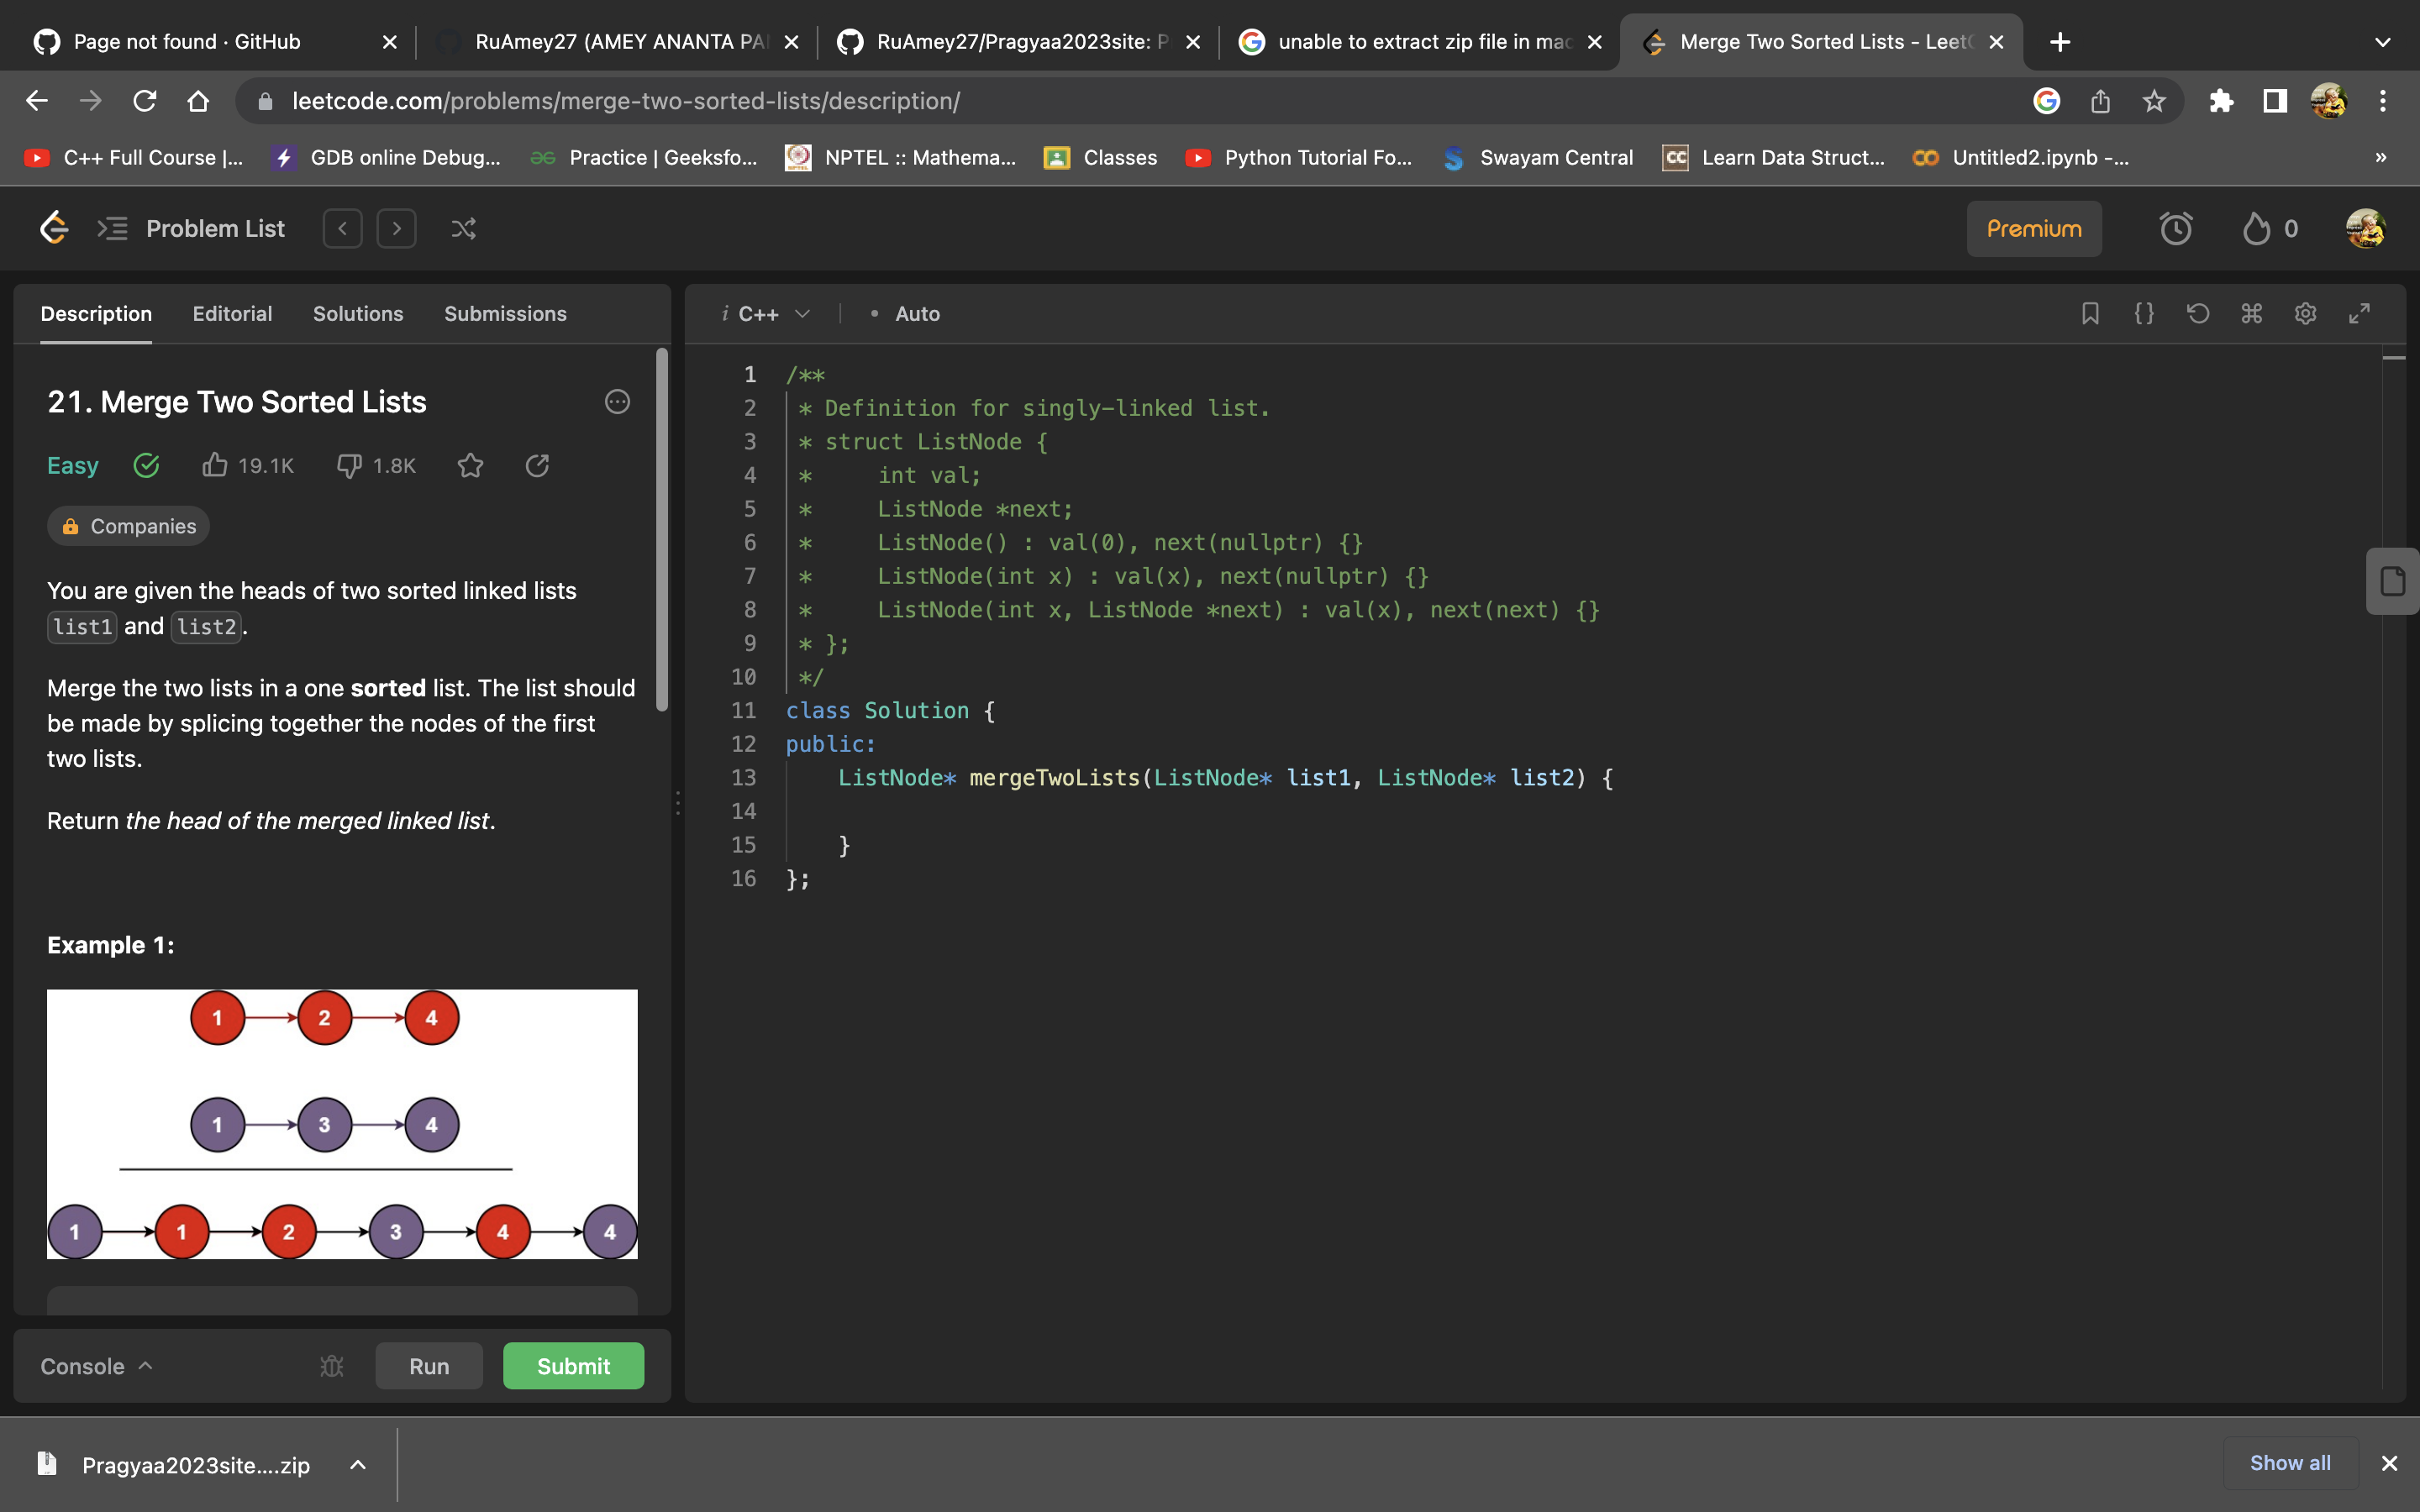 Page not found · GitHub
RuAmey27 (AMEY ANANTA PA
RuAmey27/Pragyaa2023site: P
unable to extract zip file in mac
Merge Two Sorted Lists - Leet
leetcode.com/problems/merge-two-sorted-lists/description/
C++ Full Course |...
GDB online Debug...
Practice | Geeksfo...
NPTEL :: Mathema...
Classes
Python Tutorial Fo...
Swayam Central
Learn Data Struct...
Untitled2.ipynb -...
»
Problem List
Premium
0
Description Editorial Solutions Submissions
21. Merge Two Sorted Lists
Easy 19.1K 1.8K
Companies
You are given the heads of two sorted linked lists
list1 and list2.
Merge the two lists in a one sorted list. The list should
be made by splicing together the nodes of the first
two lists.
Return the head of the merged linked list.
Example 1:
1 2 4
1 3 4
1 1 2 3 4 4
Console Run Submit
i C++ • Auto
1 /**
2 * Definition for singly-linked list.
3 * struct ListNode {
4 *     int val;
5 *     ListNode *next;
6 *     ListNode() : val(0), next(nullptr) {}
7 *     ListNode(int x) : val(x), next(nullptr) {}
8 *     ListNode(int x, ListNode *next) : val(x), next(next) {}
9 * };
10 */
11 class Solution {
12 public:
13     ListNode* mergeTwoLists(ListNode* list1, ListNode* list2) {
14
15     }
16 };
Pragyaa2023site....zip
Show all